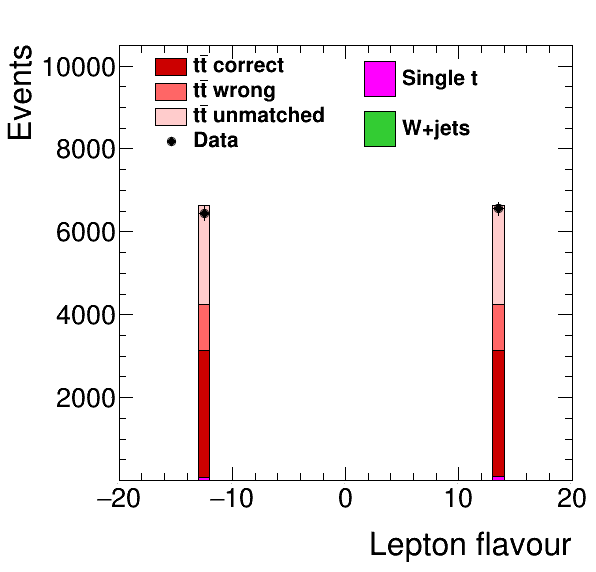 Events
10000
8000
6000
4000
2000
tt̅ correct
tt̅ wrong
tt̅ unmatched
Data
Single t
W+jets
−20 −10 0 10 20
Lepton flavour